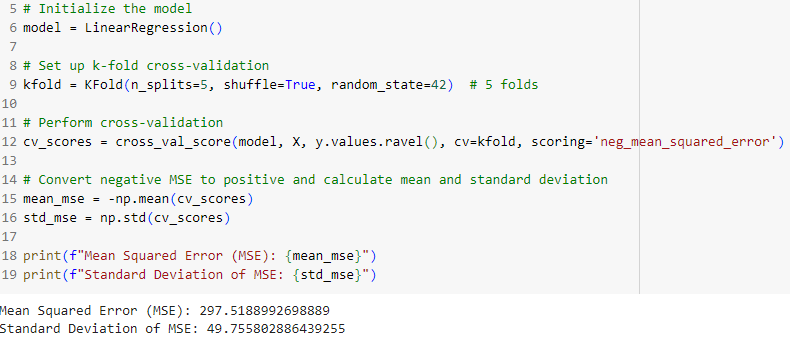 5 # Initialize the model
6 model = LinearRegression()
7
8 # Set up k-fold cross-validation
9 kfold = KFold(n_splits=5, shuffle=True, random_state=42)  # 5 folds
10
11 # Perform cross-validation
12 cv_scores = cross_val_score(model, X, y.values.ravel(), cv=kfold, scoring='neg_mean_squared_error')
13
14 # Convert negative MSE to positive and calculate mean and standard deviation
15 mean_mse = -np.mean(cv_scores)
16 std_mse = np.std(cv_scores)
17
18 print(f"Mean Squared Error (MSE): {mean_mse}")
19 print(f"Standard Deviation of MSE: {std_mse}")
Mean Squared Error (MSE): 297.5188992698889
Standard Deviation of MSE: 49.755802886439255